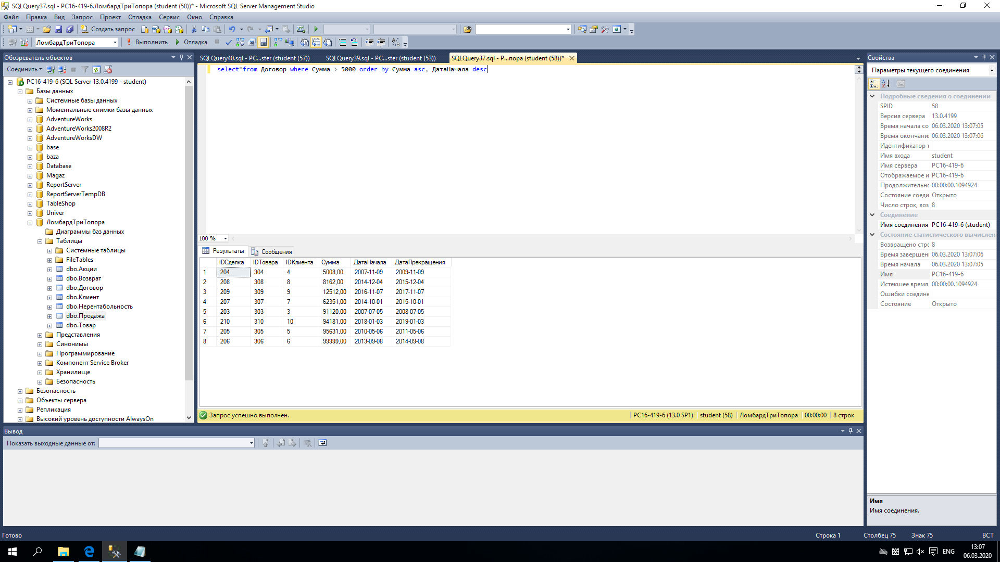 SQLQuery37.sql - PC16-419-6.ЛомбардТриТопора (student (58))* - Microsoft SQL Server Management Studio
Файл Правка Вид Запрос Проект Отладка Сервис Окно Справка
Создать запрос
ЛомбардТриТопора Выполнить Отладка
Обозреватель объектов
Соединить
PC16-419-6 (SQL Server 13.0.4199 - student)
Базы данных
Системные базы данных
Моментальные снимки базы данных
AdventureWorks
AdventureWorks2008R2
AdventureWorksDW
base
baza
Database
Magaz
ReportServer
ReportServerTempDB
TableShop
Univer
ЛомбардТриТопора
Диаграммы баз данных
Таблицы
Системные таблицы
FileTables
dbo.Акции
dbo.Возврат
dbo.Договор
dbo.Клиент
dbo.Нерентабольность
dbo.Продажа
dbo.Товар
Представления
Синонимы
Программирование
Компонент Service Broker
Хранилище
Безопасность
Безопасность
Объекты сервера
Репликация
Высокий уровень доступности AlwaysOn
SQLQuery40.sql - PC...ster (student (57)) SQLQuery39.sql - PC...ster (student (53)) SQLQuery37.sql - P...пора (student (58))*
select*from Договор where Сумма > 5000 order by Сумма asc, ДатаНачала desc
100 %
Результаты Сообщения
IDСделка IDТовара IDКлиента Сумма ДатаНачала ДатаПрекращения
1 204 304 4 5008,00 2007-11-09 2009-11-09
2 208 308 8 8162,00 2014-12-04 2015-12-04
3 209 309 9 12512,00 2016-11-07 2017-11-07
4 207 307 7 62351,00 2014-10-01 2015-10-01
5 203 303 3 91120,00 2007-07-05 2008-07-05
6 210 310 10 94181,00 2018-01-03 2019-01-03
7 205 305 5 95631,00 2010-05-06 2011-05-06
8 206 306 6 99999,00 2013-09-08 2014-09-08
Запрос успешно выполнен. PC16-419-6 (13.0 SP1) student (58) ЛомбардТриТопора 00:00:00 8 строк
Свойства
Параметры текущего соединения
Подробные сведения о соединении
SPID 58
Версия сервера 13.0.4199
Время начала со 06.03.2020 13:07:05
Время окончани 06.03.2020 13:07:06
Идентификатор т
Имя входа student
Имя сервера PC16-419-6
Отображаемое и PC16-419-6
Продолжительно 00:00:00.1094924
Состояние соеди Открыто
Число строк, воз 8
Соединение
Имя соединения PC16-419-6 (student)
Состояние статистического вычислен
Возвращено стро 8
Время завершен 06.03.2020 13:07:06
Время начала 06.03.2020 13:07:05
Имя PC16-419-6
Истекшее время 00:00:00.1094924
Ошибки соедине
Состояние Открыто
Имя
Имя соединения.
Вывод
Показать выходные данные от:
Готово Строка 1 Столбец 75 Знак 75 ВСТ
ENG 13:07
06.03.2020